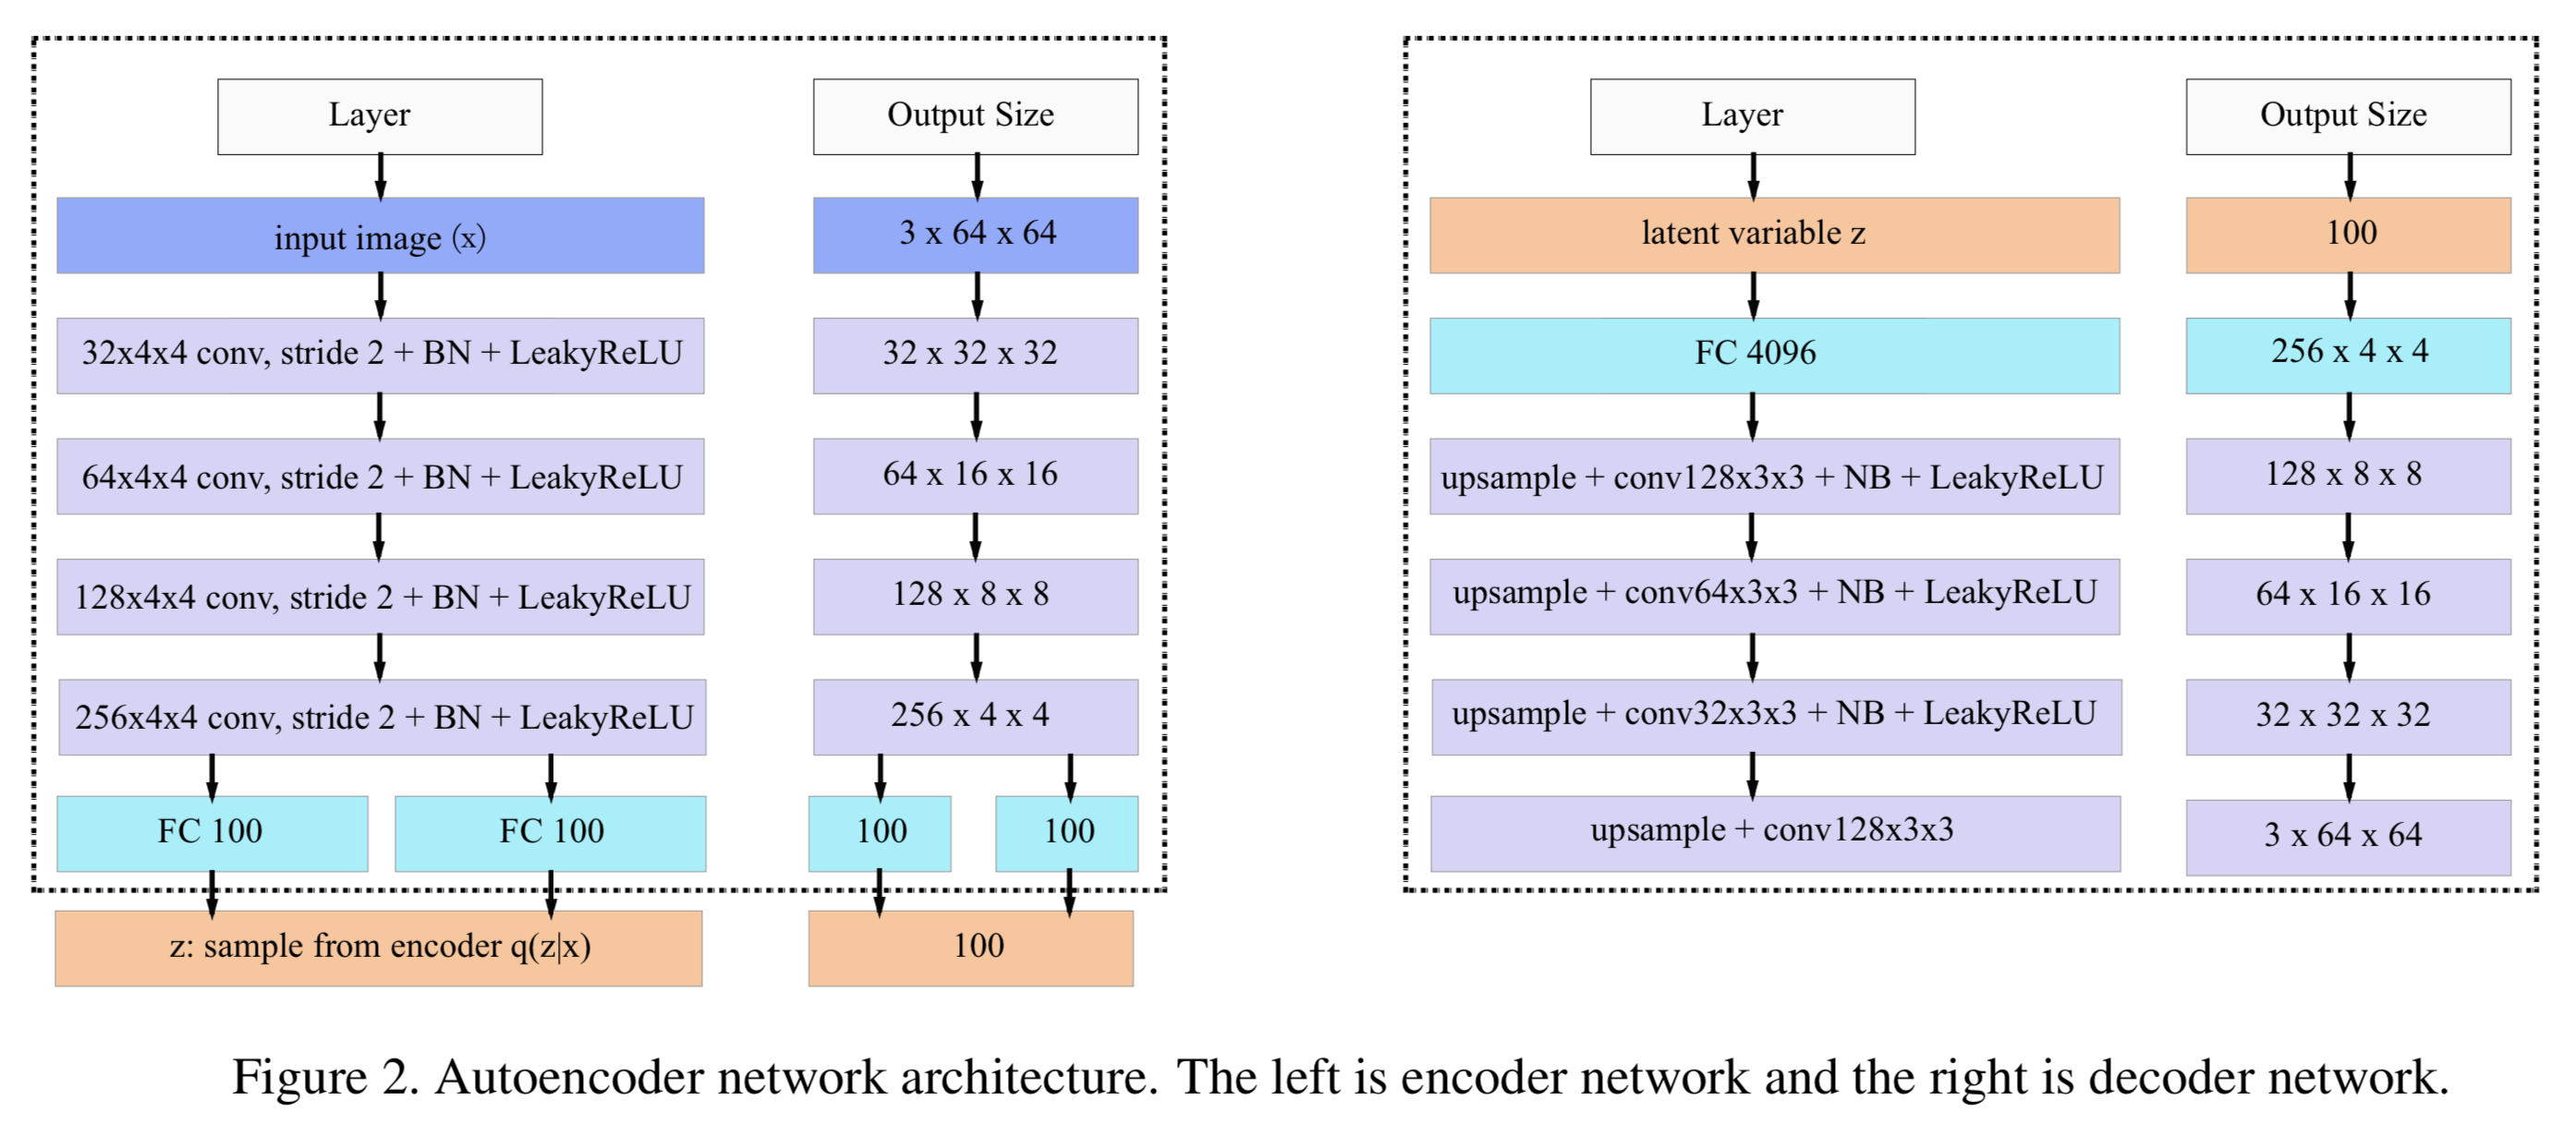 Layer
Output Size
input image (x)
3 x 64 x 64
32x4x4 conv, stride 2 + BN + LeakyReLU
32 x 32 x 32
64x4x4 conv, stride 2 + BN + LeakyReLU
64 x 16 x 16
128x4x4 conv, stride 2 + BN + LeakyReLU
128 x 8 x 8
256x4x4 conv, stride 2 + BN + LeakyReLU
256 x 4 x 4
FC 100
FC 100
100
100
z: sample from encoder q(z|x)
100
Layer
Output Size
latent variable z
100
FC 4096
256 x 4 x 4
upsample + conv128x3x3 + NB + LeakyReLU
128 x 8 x 8
upsample + conv64x3x3 + NB + LeakyReLU
64 x 16 x 16
upsample + conv32x3x3 + NB + LeakyReLU
32 x 32 x 32
upsample + conv128x3x3
3 x 64 x 64
Figure 2. Autoencoder network architecture. The left is encoder network and the right is decoder network.